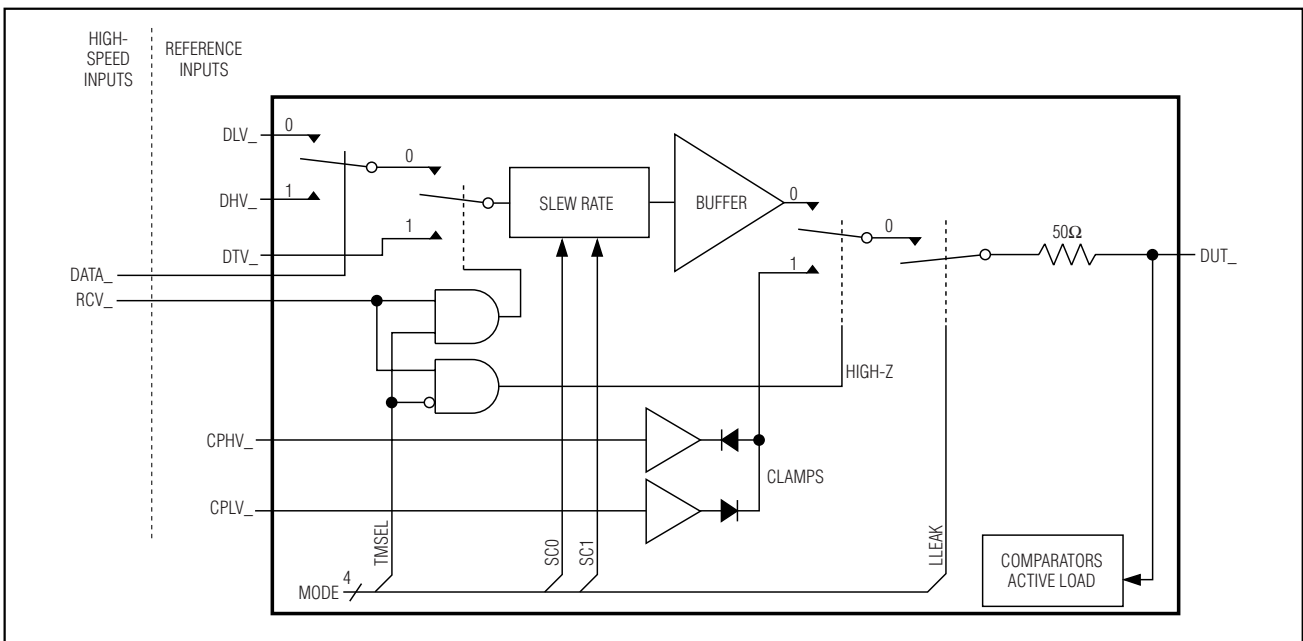 HIGH-
SPEED
INPUTS
REFERENCE
INPUTS
DLV_
0
DHV_
1
0
DTV_
1
DATA_
RCV_
SLEW RATE
BUFFER
0
1
0
50Ω
DUT_
HIGH-Z
CPHV_
CPLV_
CLAMPS
TMSEL
SC0
SC1
LLEAK
MODE
4
COMPARATORS
ACTIVE LOAD